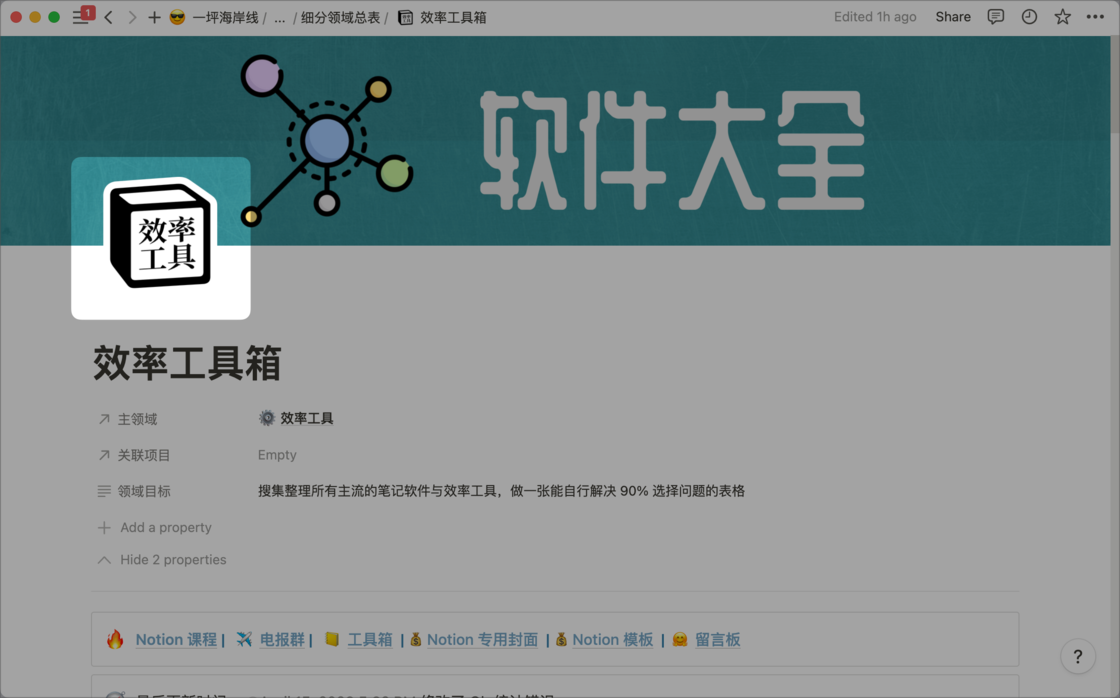 1
一坪海岸线 / ... / 细分领域总表 / 效率工具箱
Edited 1h ago Share
软件大全
效率
工具
效率工具箱
主领域 效率工具
关联项目 Empty
领域目标 搜集整理所有主流的笔记软件与效率工具，做一张能自行解决 90% 选择问题的表格
Add a property
Hide 2 properties
Notion 课程 | 电报群 | 工具箱 | Notion 专用封面 | Notion 模板 | 留言板
?